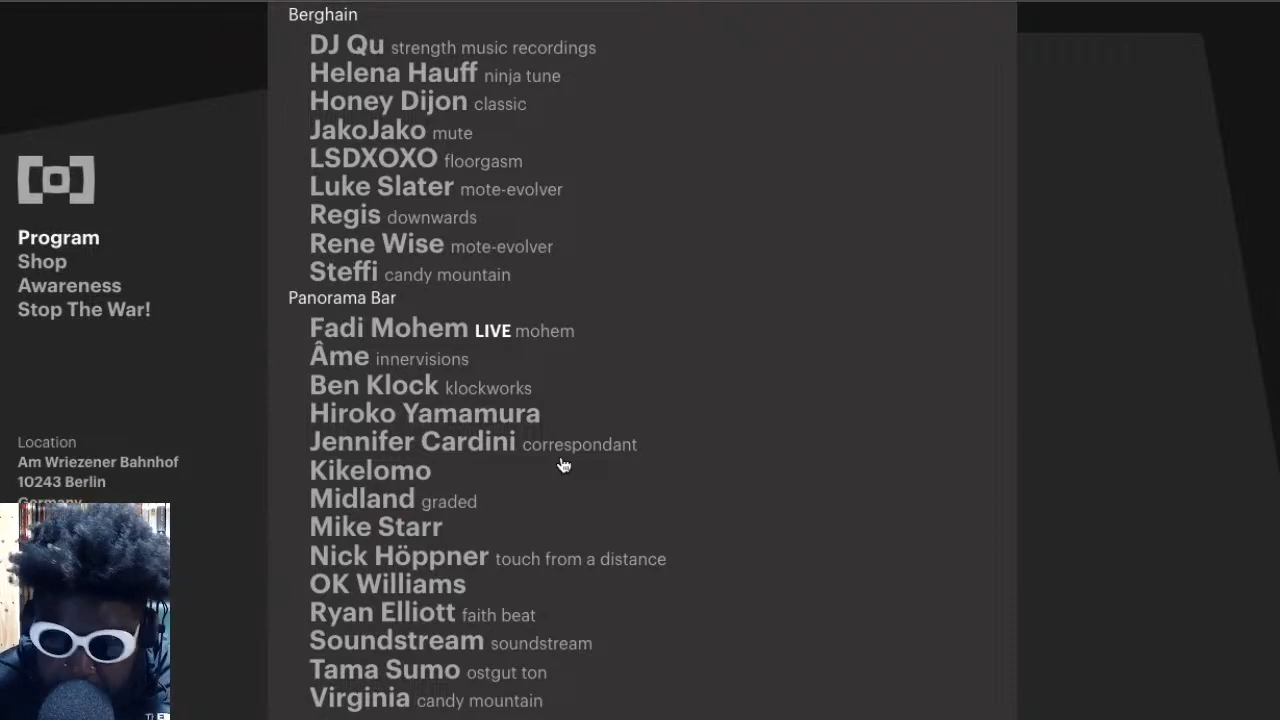 Berghain
DJ Qu strength music recordings
Helena Hauff ninja tune
Honey Dijon classic
JakoJako mute
LSDXOXO floorgasm
Luke Slater mote-evolver
Regis downwards
Rene Wise mote-evolver
Steffi candy mountain
Panorama Bar
Fadi Mohem LIVE mohem
Âme innervisions
Ben Klock klockworks
Hiroko Yamamura
Jennifer Cardini correspondant
Kikelomo
Midland graded
Mike Starr
Nick Höppner touch from a distance
OK Williams
Ryan Elliott faith beat
Soundstream soundstream
Tama Sumo ostgut ton
Virginia candy mountain
Program
Shop
Awareness
Stop The War!
Location
Am Wriezener Bahnhof
10243 Berlin
Germany